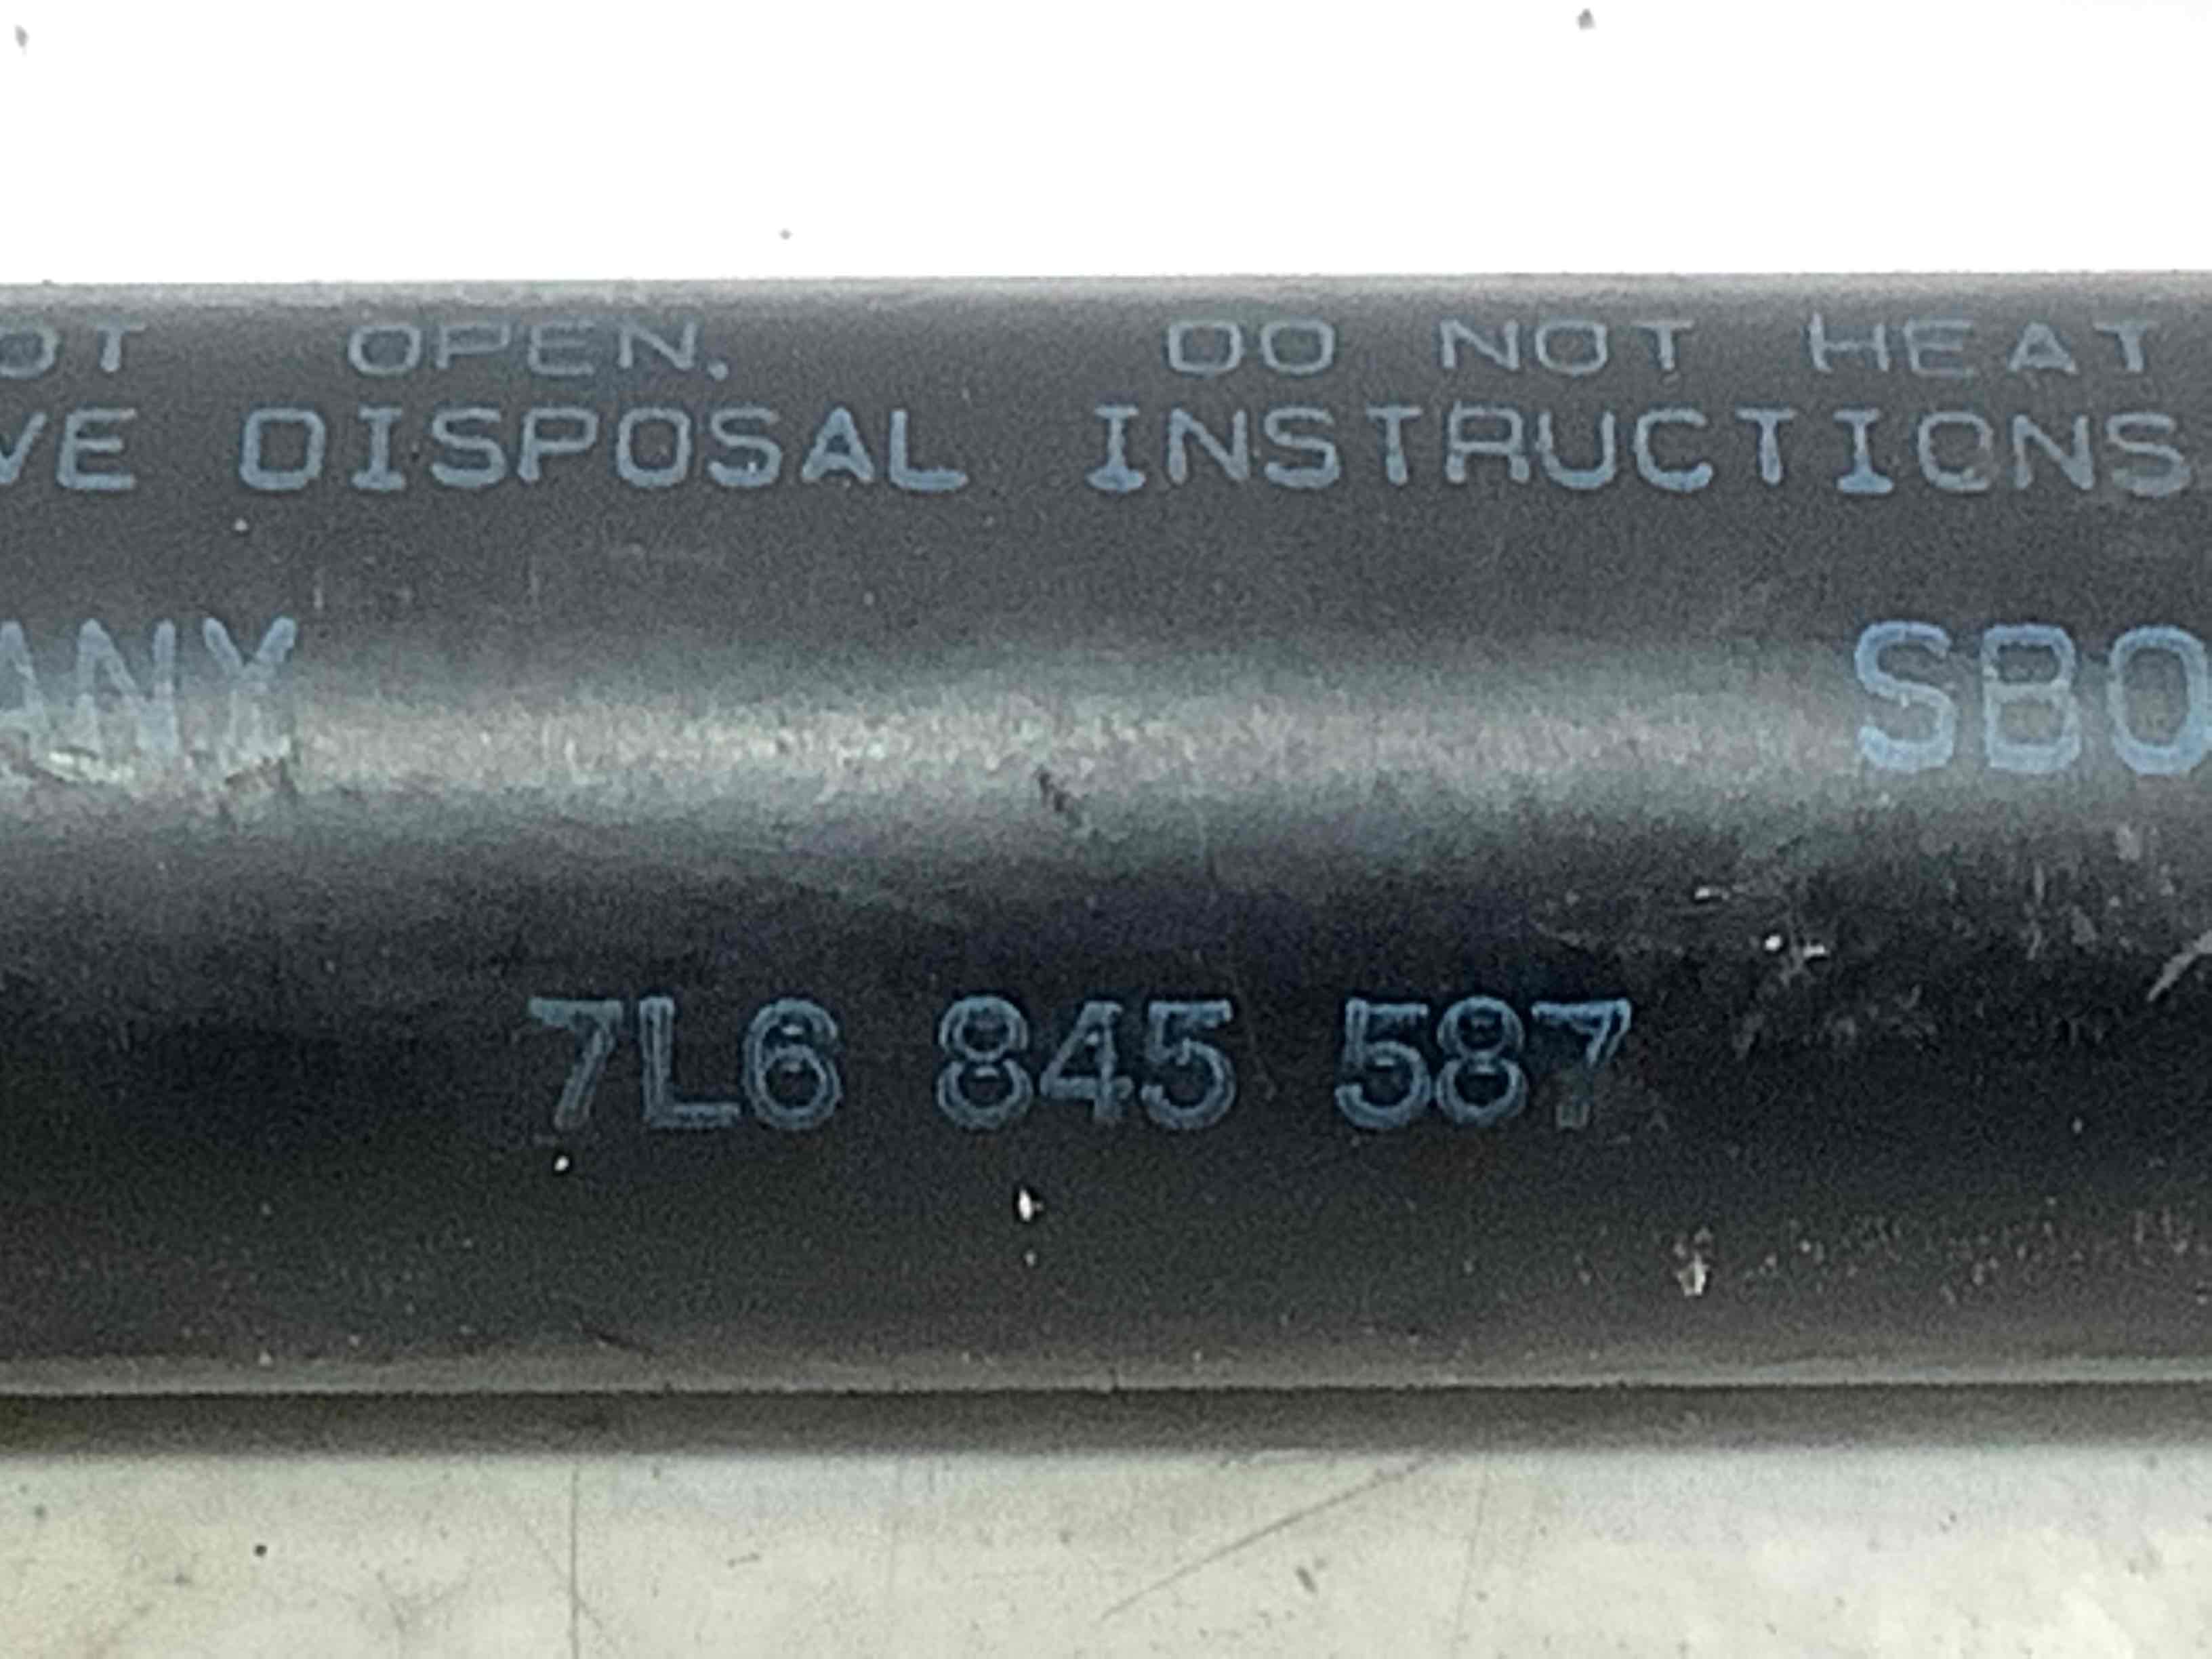 OT OPEN. DO NOT HEAT
VE DISPOSAL INSTRUCTIONS
ANY SBO
7L6 845 587